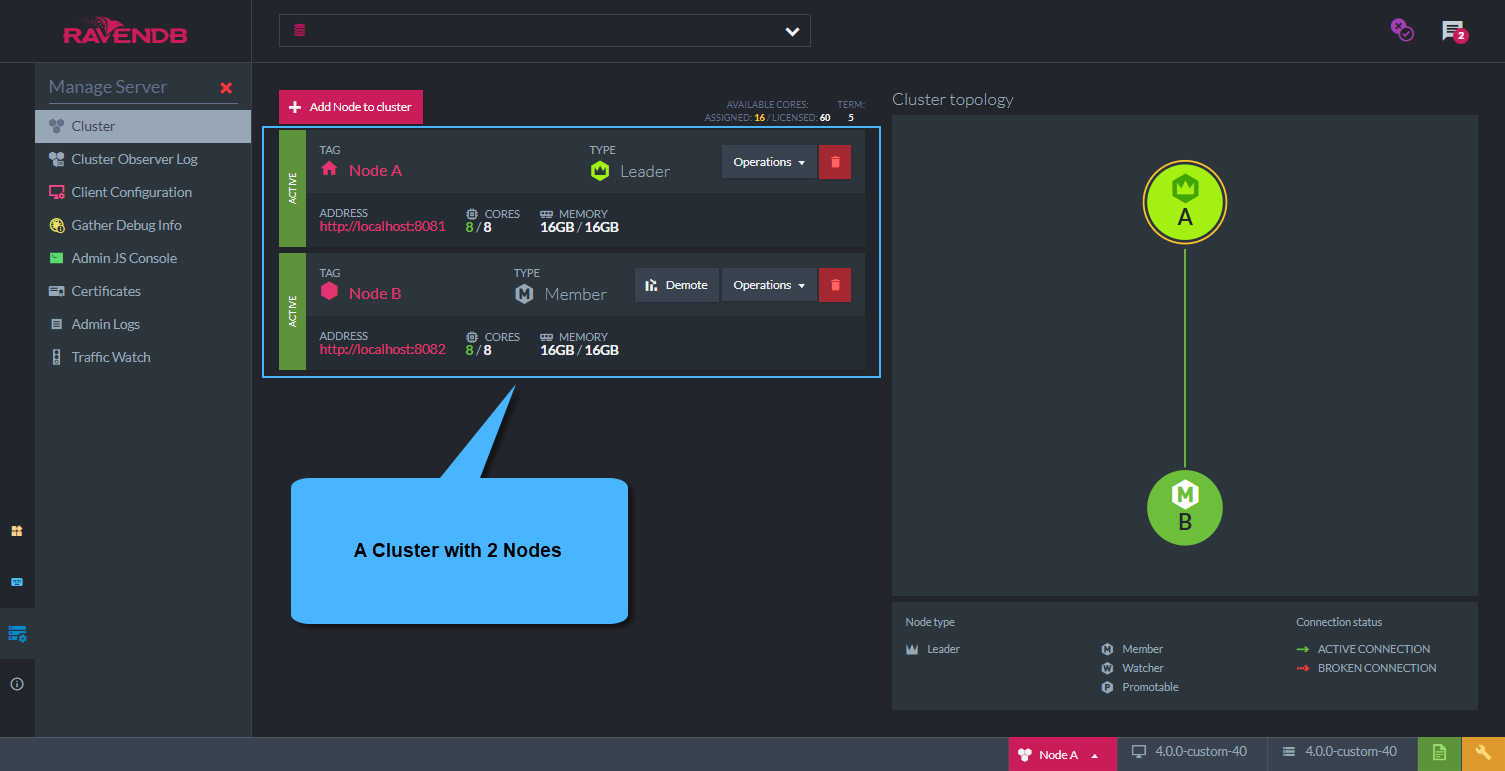 RAVENDB
2
Manage Server
Cluster
Cluster Observer Log
Client Configuration
Gather Debug Info
Admin JS Console
Certificates
Admin Logs
Traffic Watch
Add Node to cluster
AVAILABLE CORES:
ASSIGNED: 16 / LICENSED: 60
TERM:
5
ACTIVE
TAG
Node A
TYPE
Leader
Operations
ADDRESS
http://localhost:8081
CORES
8 / 8
MEMORY
16GB / 16GB
ACTIVE
TAG
Node B
TYPE
M Member
Demote
Operations
ADDRESS
http://localhost:8082
CORES
8 / 8
MEMORY
16GB / 16GB
A Cluster with 2 Nodes
Cluster topology
A
M
B
Node type
Leader
M Member
W Watcher
P Promotable
Connection status
ACTIVE CONNECTION
BROKEN CONNECTION
Node A
4.0.0-custom-40
4.0.0-custom-40